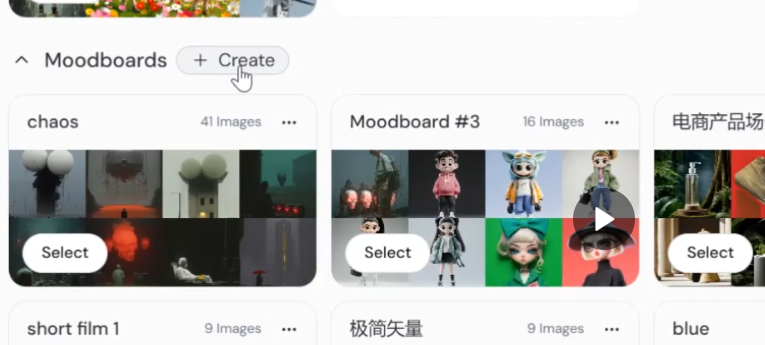 Moodboards + Create
chaos 41 Images ...
Moodboard #3 16 Images ...
电商产品场
Select
Select
Select
short film 1 9 Images ...
极简矢量 9 Images ...
blue